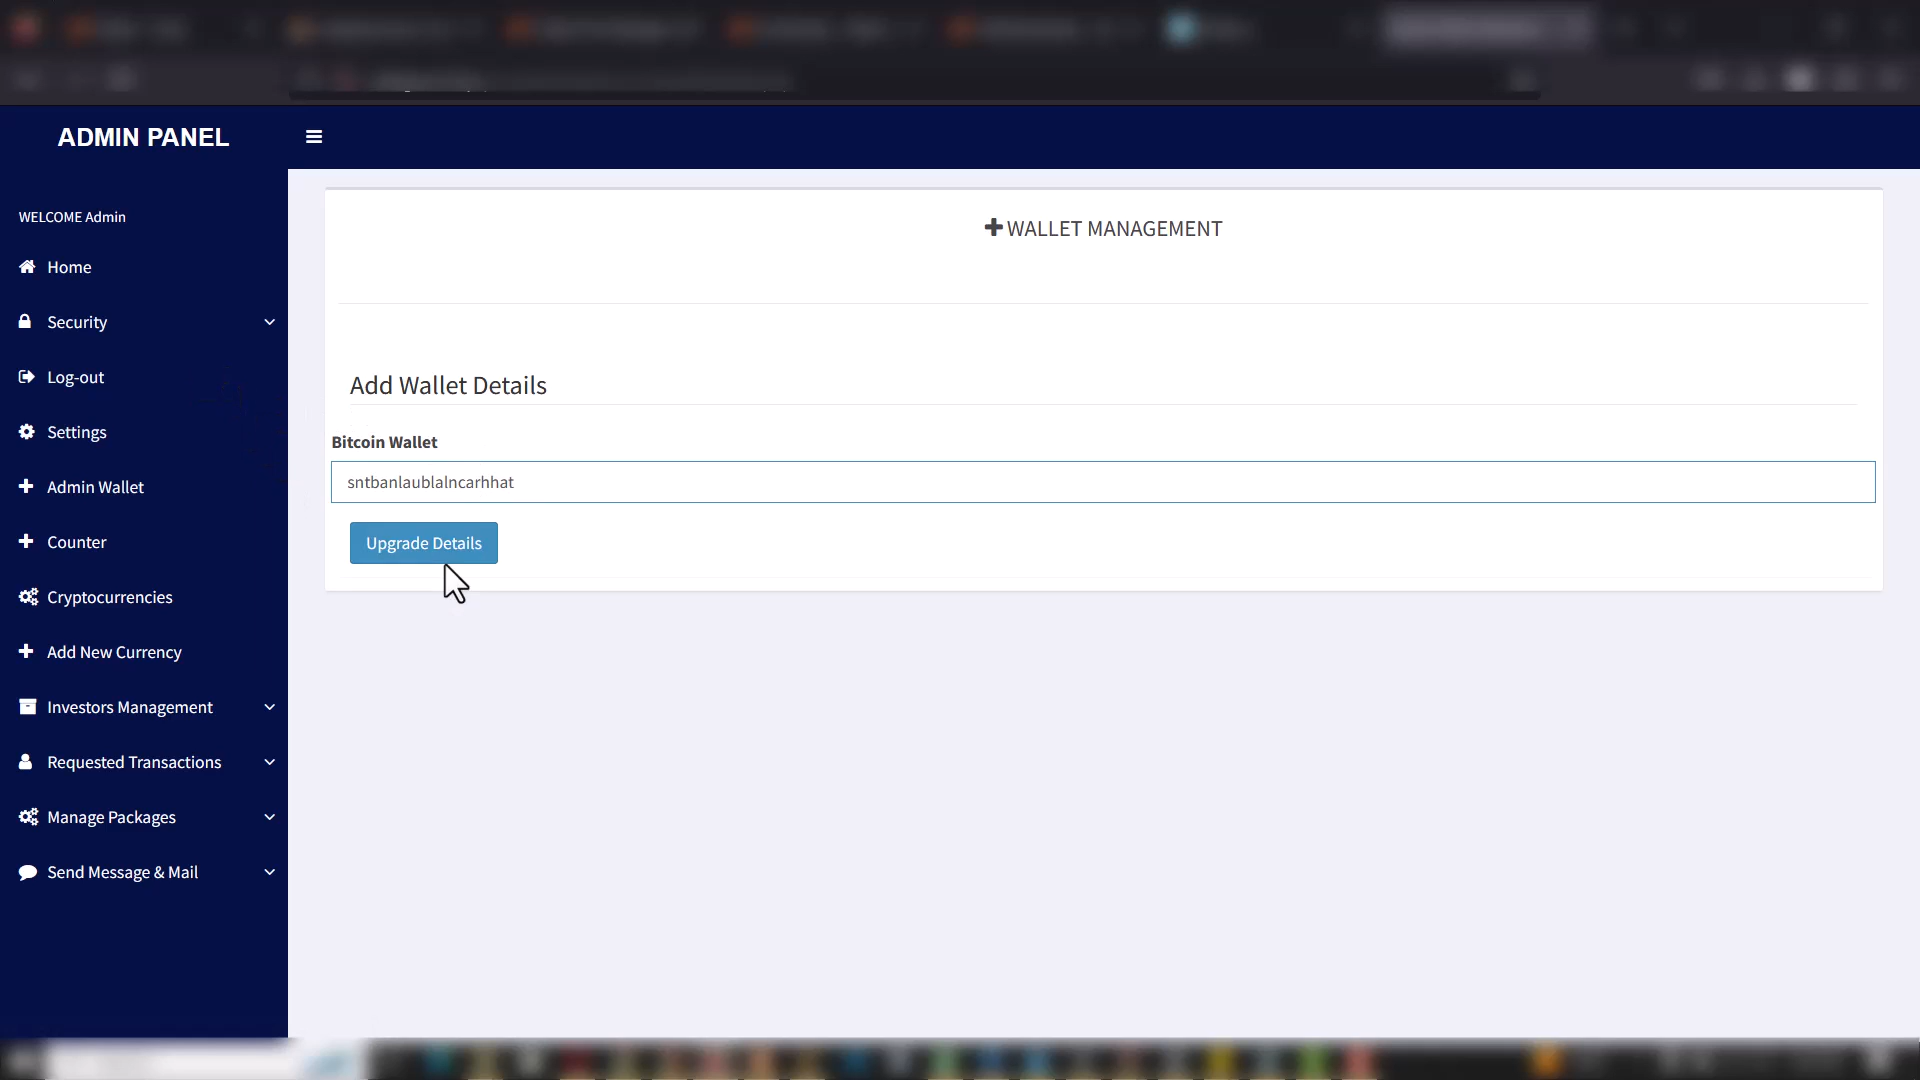 ADMIN PANEL
WELCOME Admin
Home
Security
Log-out
Settings
Admin Wallet
Counter
Cryptocurrencies
Add New Currency
Investors Management
Requested Transactions
Manage Packages
Send Message & Mail
WALLET MANAGEMENT
Add Wallet Details
Bitcoin Wallet
sntbanlaublalncarhhat
Upgrade Details